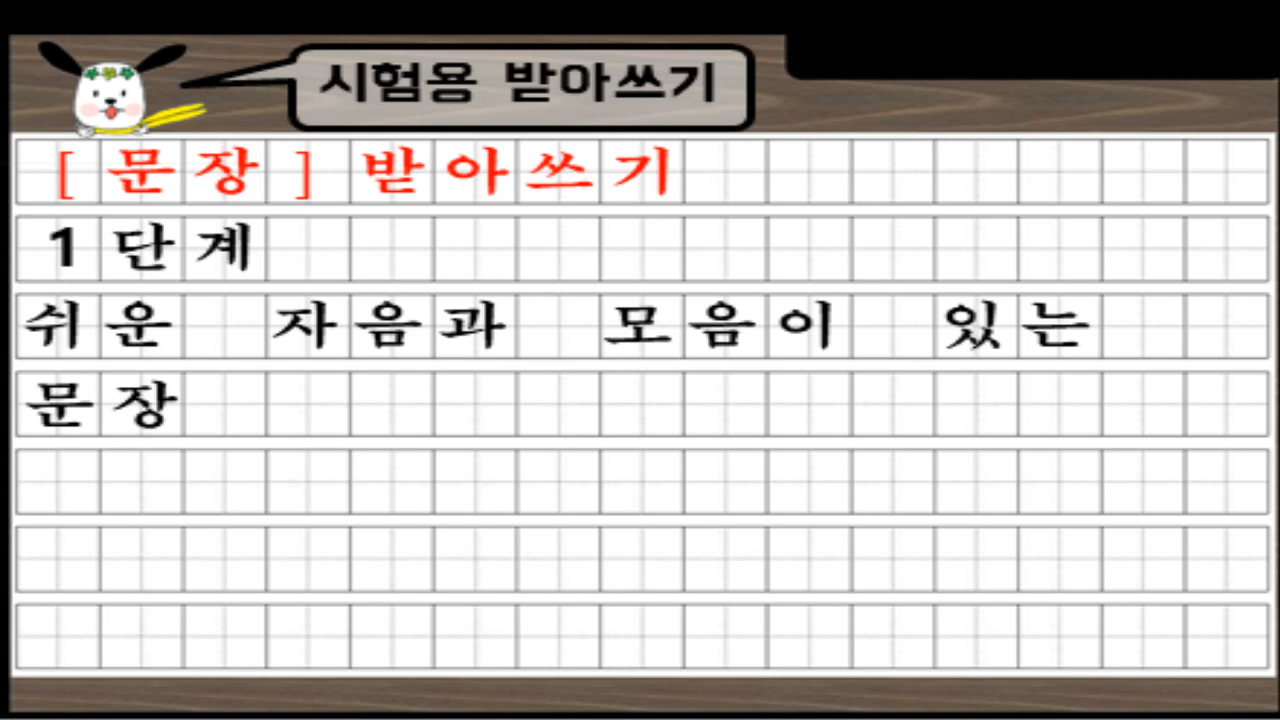 시험용 받아쓰기
[문장] 받아쓰기
1단계
쉬운 자음과 모음이 있는
문장